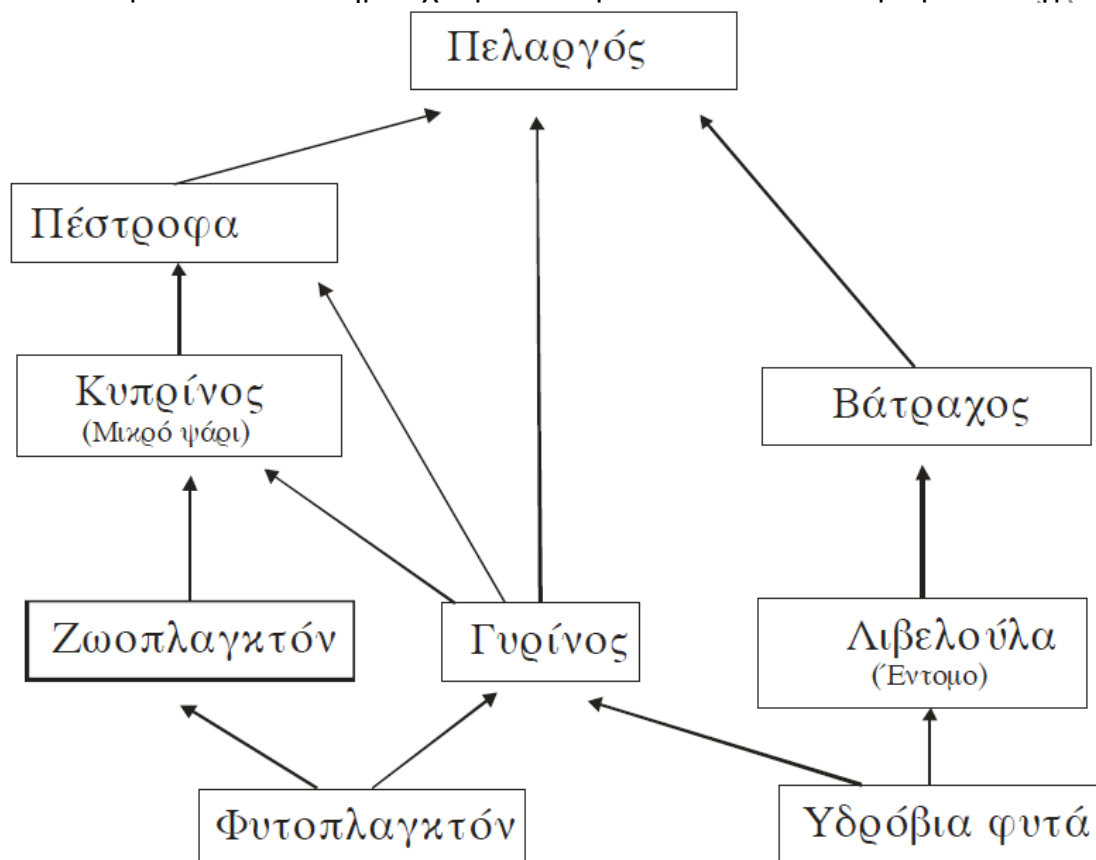 Πελαργός
Πέστροφα
Κυπρίνος
(Μικρό ψάρι)
Βάτραχος
Ζωοπλαγκτόν
Γυρίνος
Λιβελούλα
(Έντομο)
Φυτοπλαγκτόν
Υδρόβια φυτά